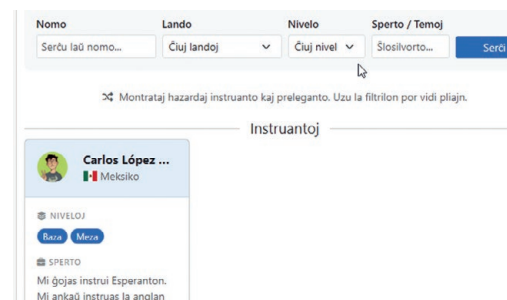 Nomo Lando Nivelo Sperto / Temoj
Serĉu laŭ nomo... Ĉiuj landoj Ĉiuj nivel Ŝlosilvorto... Serĉi
Montrataj hazardaj instruanto kaj preleganto. Uzu la filtrilon por vidi pliajn.
Instruantoj
Carlos López ...
Meksiko
NIVELOJ
Baza Meza
SPERTO
Mi ĝojas instrui Esperanton.
Mi ankaŭ instruas la anglan